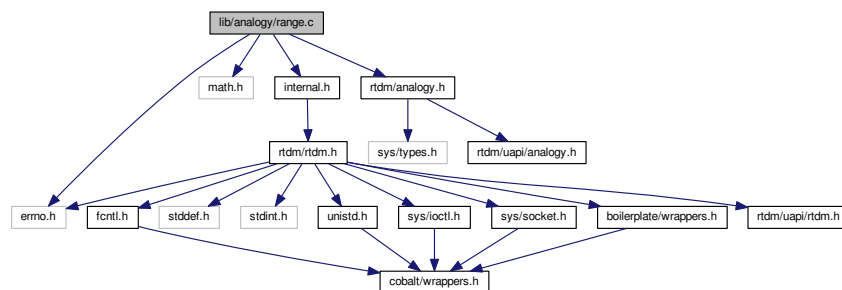 lib/analogy/range.c
math.h
internal.h
rtdm/analogy.h
rtdm/rtdm.h
sys/types.h
rtdm/uapi/analogy.h
errno.h
fcntl.h
stddef.h
stdint.h
unistd.h
sys/ioctl.h
sys/socket.h
boilerplate/wrappers.h
rtdm/uapi/rtdm.h
cobalt/wrappers.h